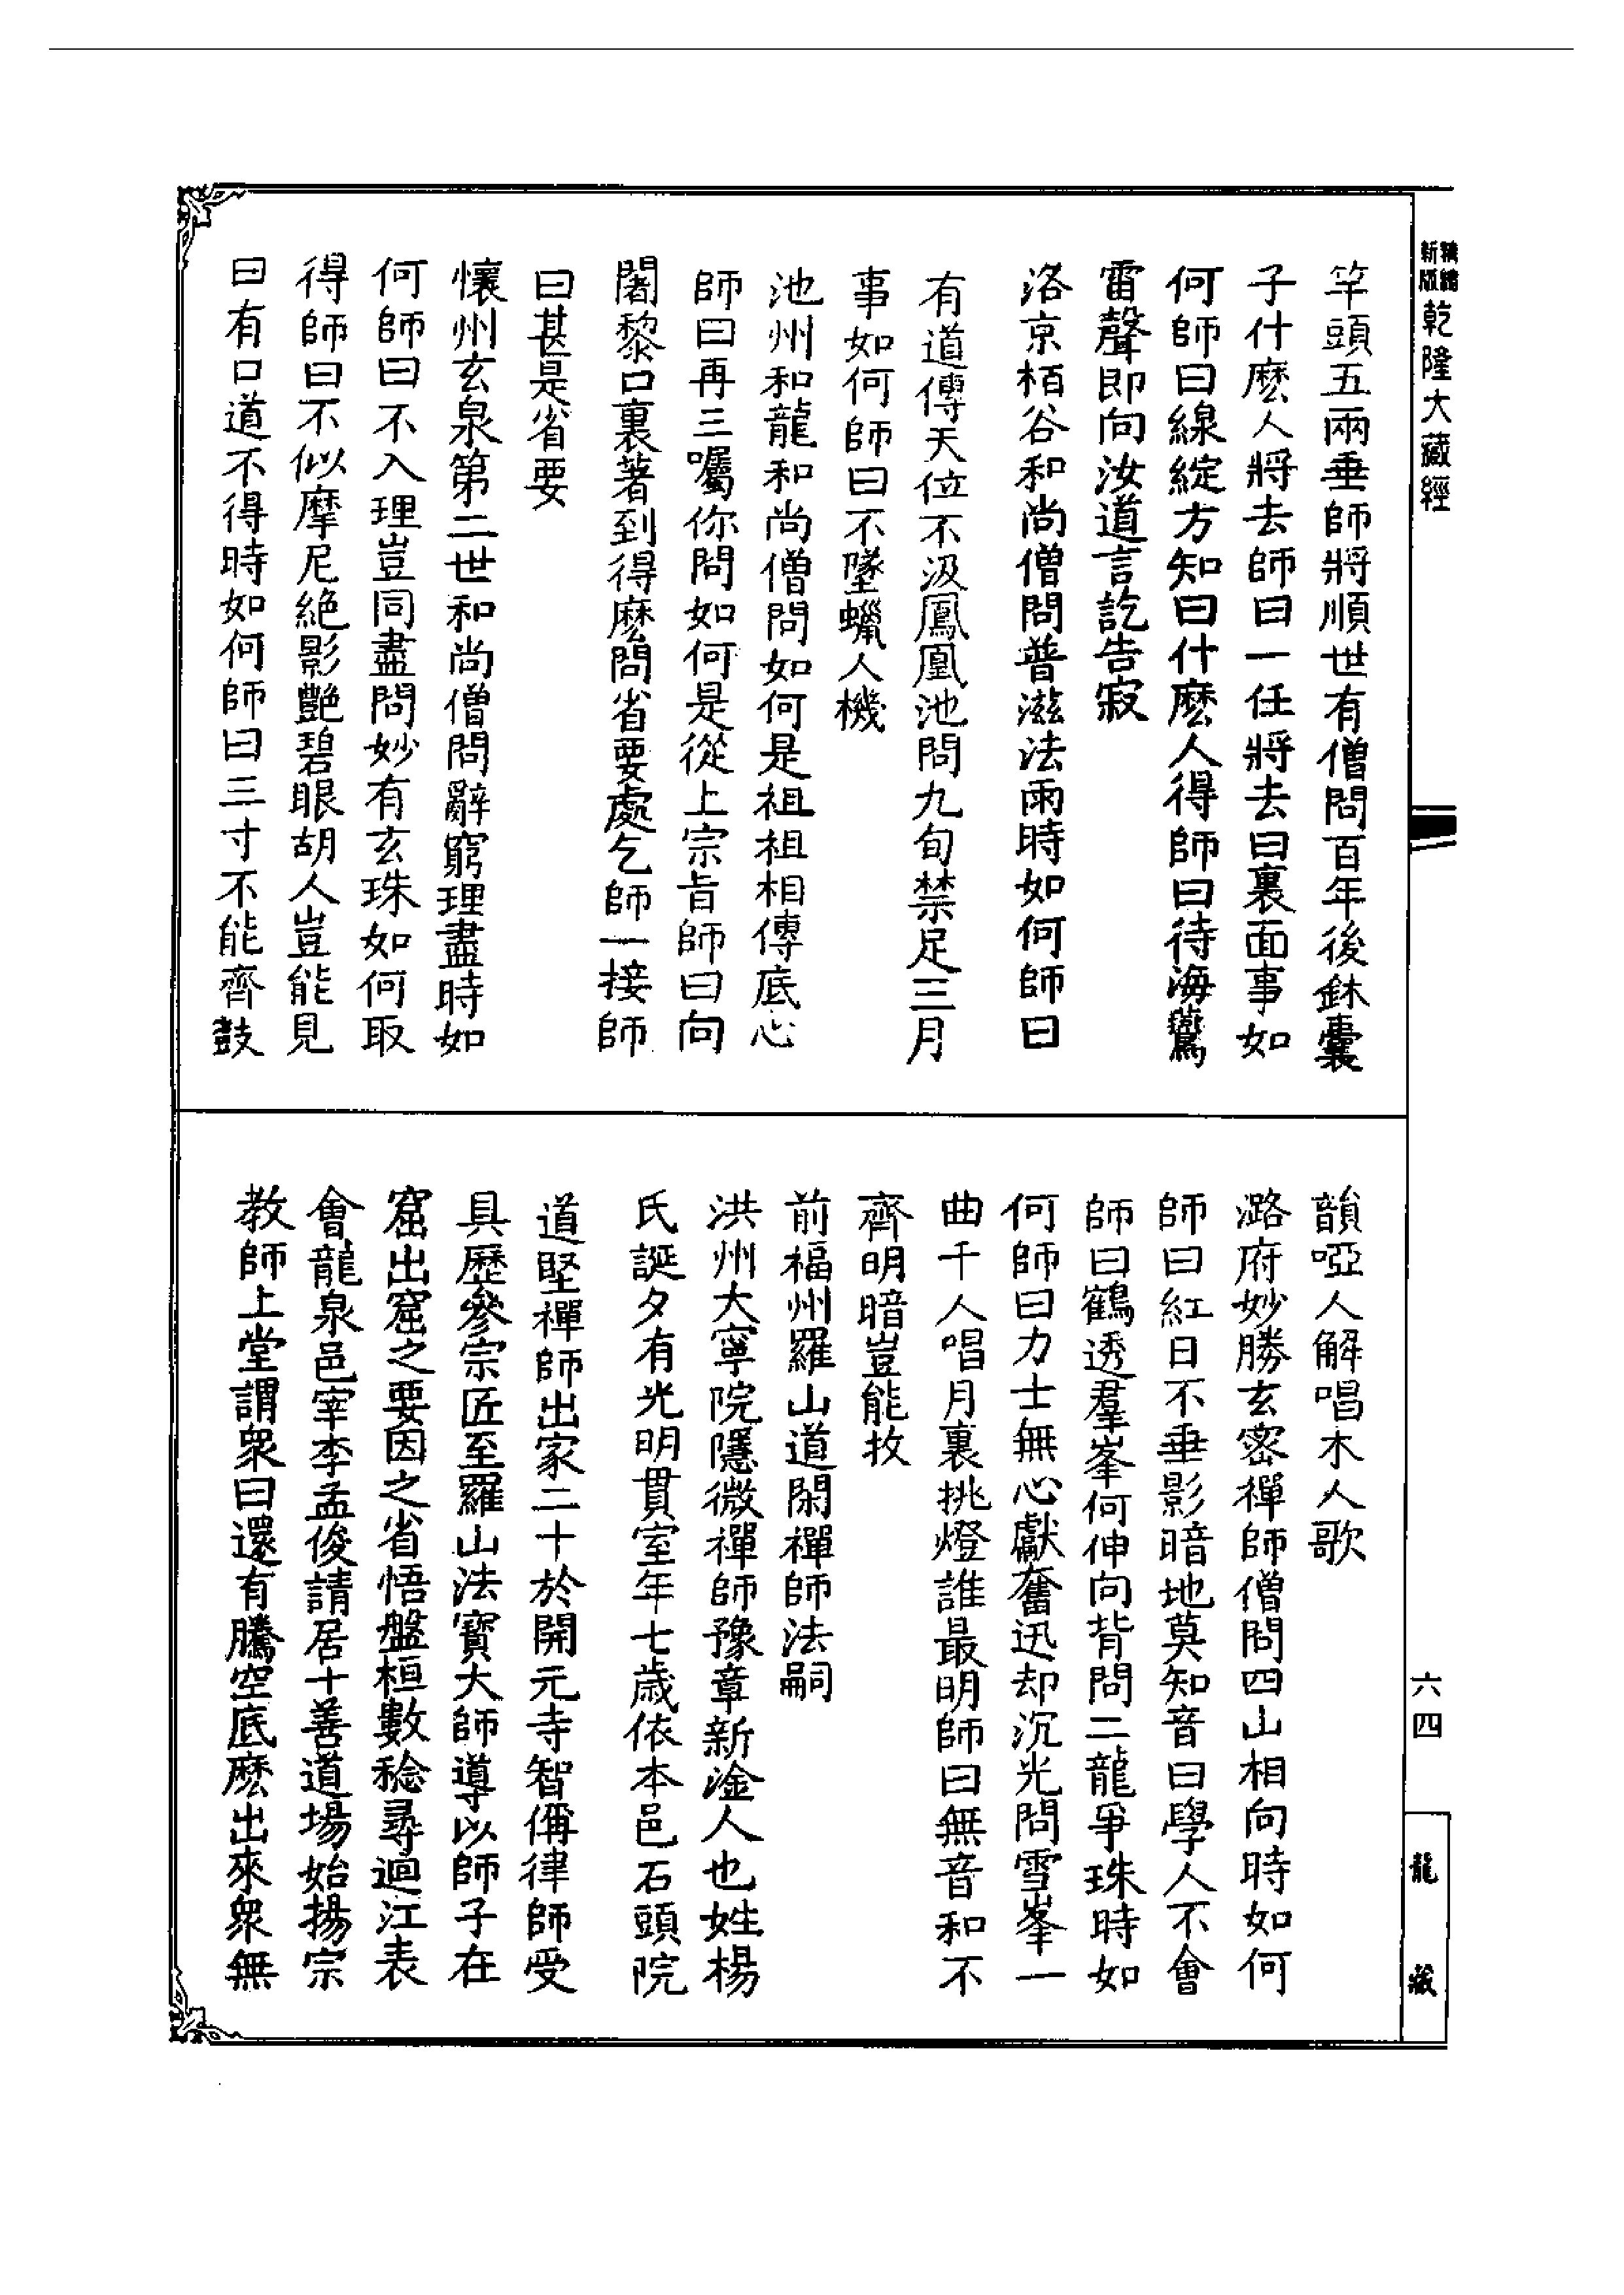 新版
精縮
乾隆大藏經
竿頭五兩垂師將順世有僧問百年後鉢囊
子什麽人將去師曰一任將去曰裏面事如
何師曰線綻方知曰什麽人得師曰待海鷰
雷聲即向汝道言訖告寂
洛京栢谷和尚僧問普滋法雨時如何師曰
有道傳天位不汲鳳凰池問九旬禁足三月
事如何師曰不墜蠟人機
池州和龍和尚僧問如何是祖祖相傳底心
師曰再三囑你問如何是從上宗旨師曰向
闍黎口裏著到得麽問省要處乞師一接師
曰甚是省要
懷州玄泉第二世和尚僧問辭窮理盡時如
何師曰不入理豈同盡問妙有玄珠如何取
得師曰不似摩尼絕影艷碧眼胡人豈能見
曰有口道不得時如何師曰三寸不能齊鼓
韻啞人解唱木人歌
潞府妙勝玄密禪師僧問四山相向時如何
師曰紅日不垂影暗地莫知音曰學人不會
師曰鶴透羣峯何伸向背問二龍爭珠時如
何師曰力士無心獻奮迅却沉光問雪峯一
曲千人唱月裏挑燈誰最明師曰無音和不
齊明暗豈能收
前福州羅山道閑禪師法嗣
洪州大寧院隱微禪師豫章新淦人也姓楊
氏誕夕有光明貫室年七歲依本邑石頭院
道堅禪師出家二十於開元寺智偁律師受
具歷參宗匠至羅山法寶大師導以師子在
窟出窟之要因之省悟盤桓數稔尋迴江表
會龍泉邑宰李孟俊請居十善道場始揚宗
教師上堂謂衆曰還有騰空底麽出來衆無
六四
龍藏